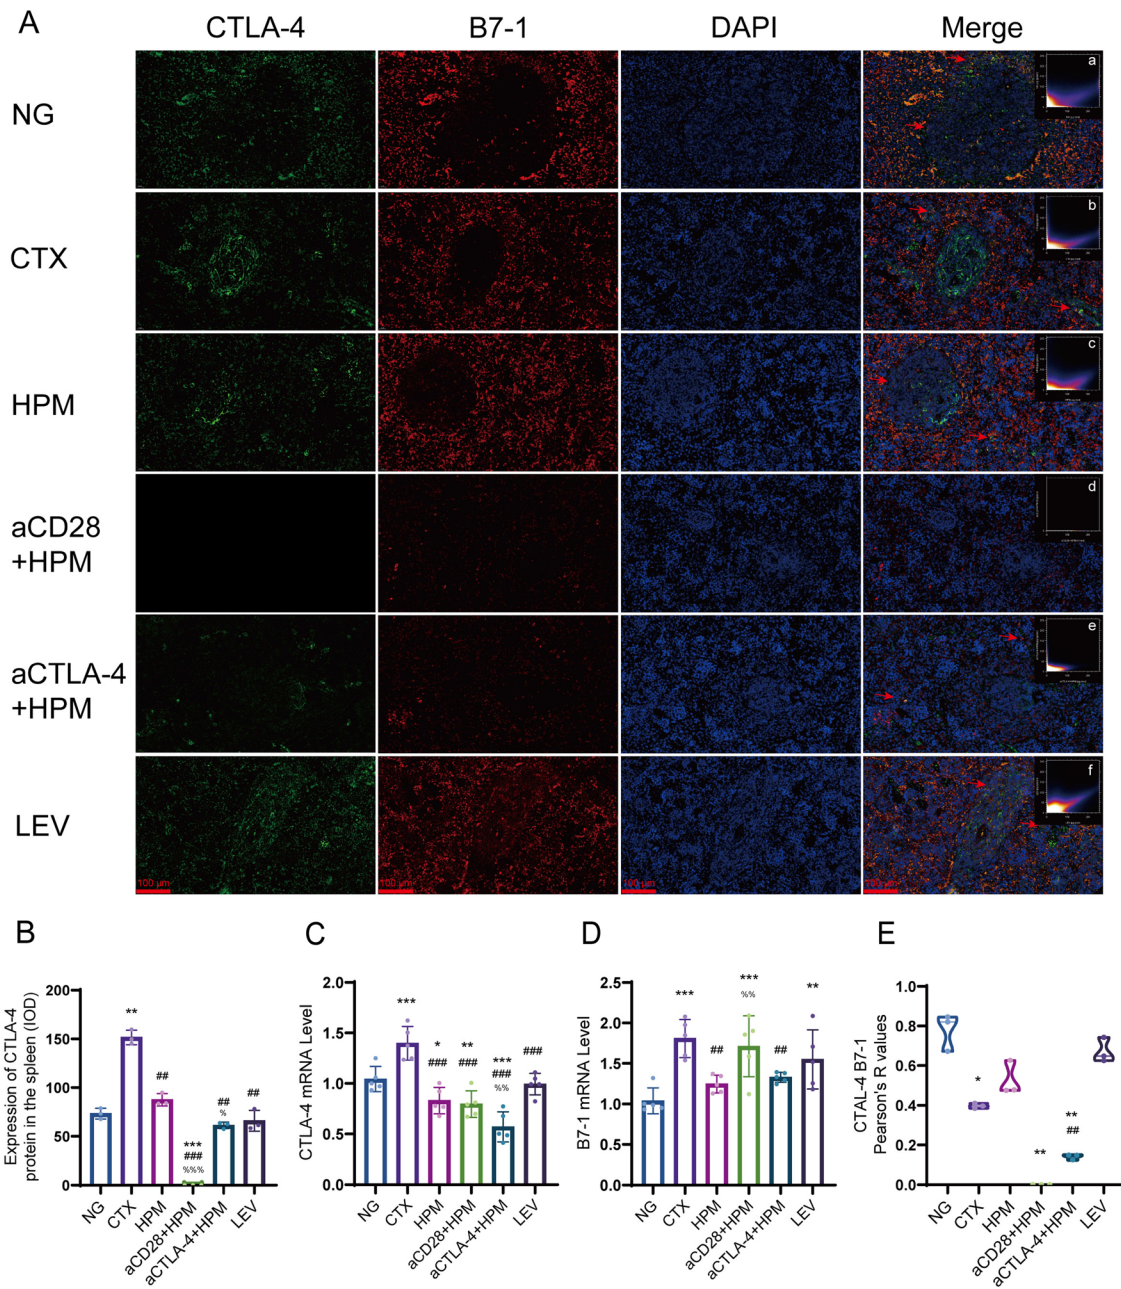 A
CTLA-4 B7-1 DAPI Merge
NG
a
CTX
b
HPM
c
aCD28
+HPM
d
aCTLA-4
+HPM
e
LEV
f
100 μm 100 μm 100 μm 100 μm
B
Expression of CTLA-4
protein in the spleen (IOD)
200
150
100
50
0
**
##
***
###
%%%
##
%
##
NG CTX HPM aCD28+HPM aCTLA-4+HPM LEV
C
CTLA-4 mRNA Level
2.0
1.5
1.0
0.5
0.0
***
*
###
**
###
***
###
%%
###
NG CTX HPM aCD28+HPM aCTLA-4+HPM LEV
D
B7-1 mRNA Level
2.5
2.0
1.5
1.0
0.5
0.0
***
##
***
%%
##
**
NG CTX HPM aCD28+HPM aCTLA-4+HPM LEV
E
CTAL-4 B7-1
Pearson's R values
1.0
0.8
0.6
0.4
0.2
0.0
*
**
**
##
NG CTX HPM aCD28+HPM aCTLA-4+HPM LEV